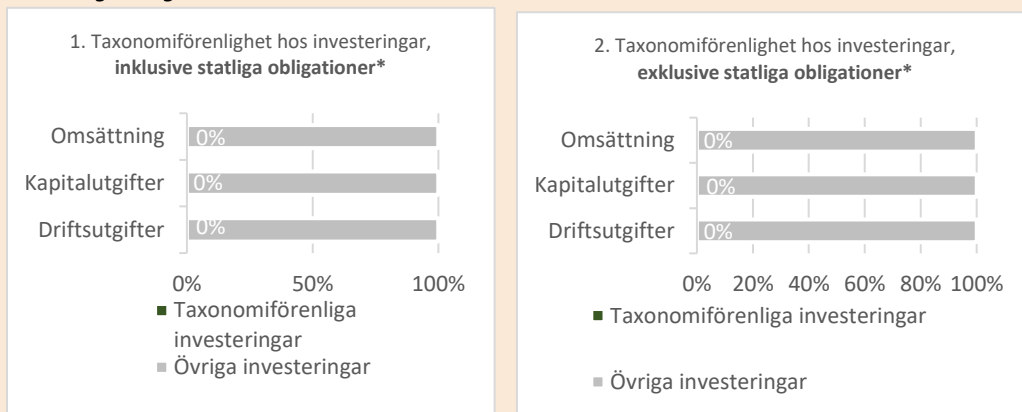 1. Taxonomiförenlighet hos investeringar,
inklusive statliga obligationer*
Omsättning 0%
Kapitalutgifter 0%
Driftsutgifter 0%
0% 50% 100%
Taxonomiförenliga
investeringar
Övriga investeringar
2. Taxonomiförenlighet hos investeringar,
exklusive statliga obligationer*
Omsättning 0%
Kapitalutgifter 0%
Driftsutgifter 0%
0% 20% 40% 60% 80% 100%
Taxonomiförenliga investeringar
Övriga investeringar